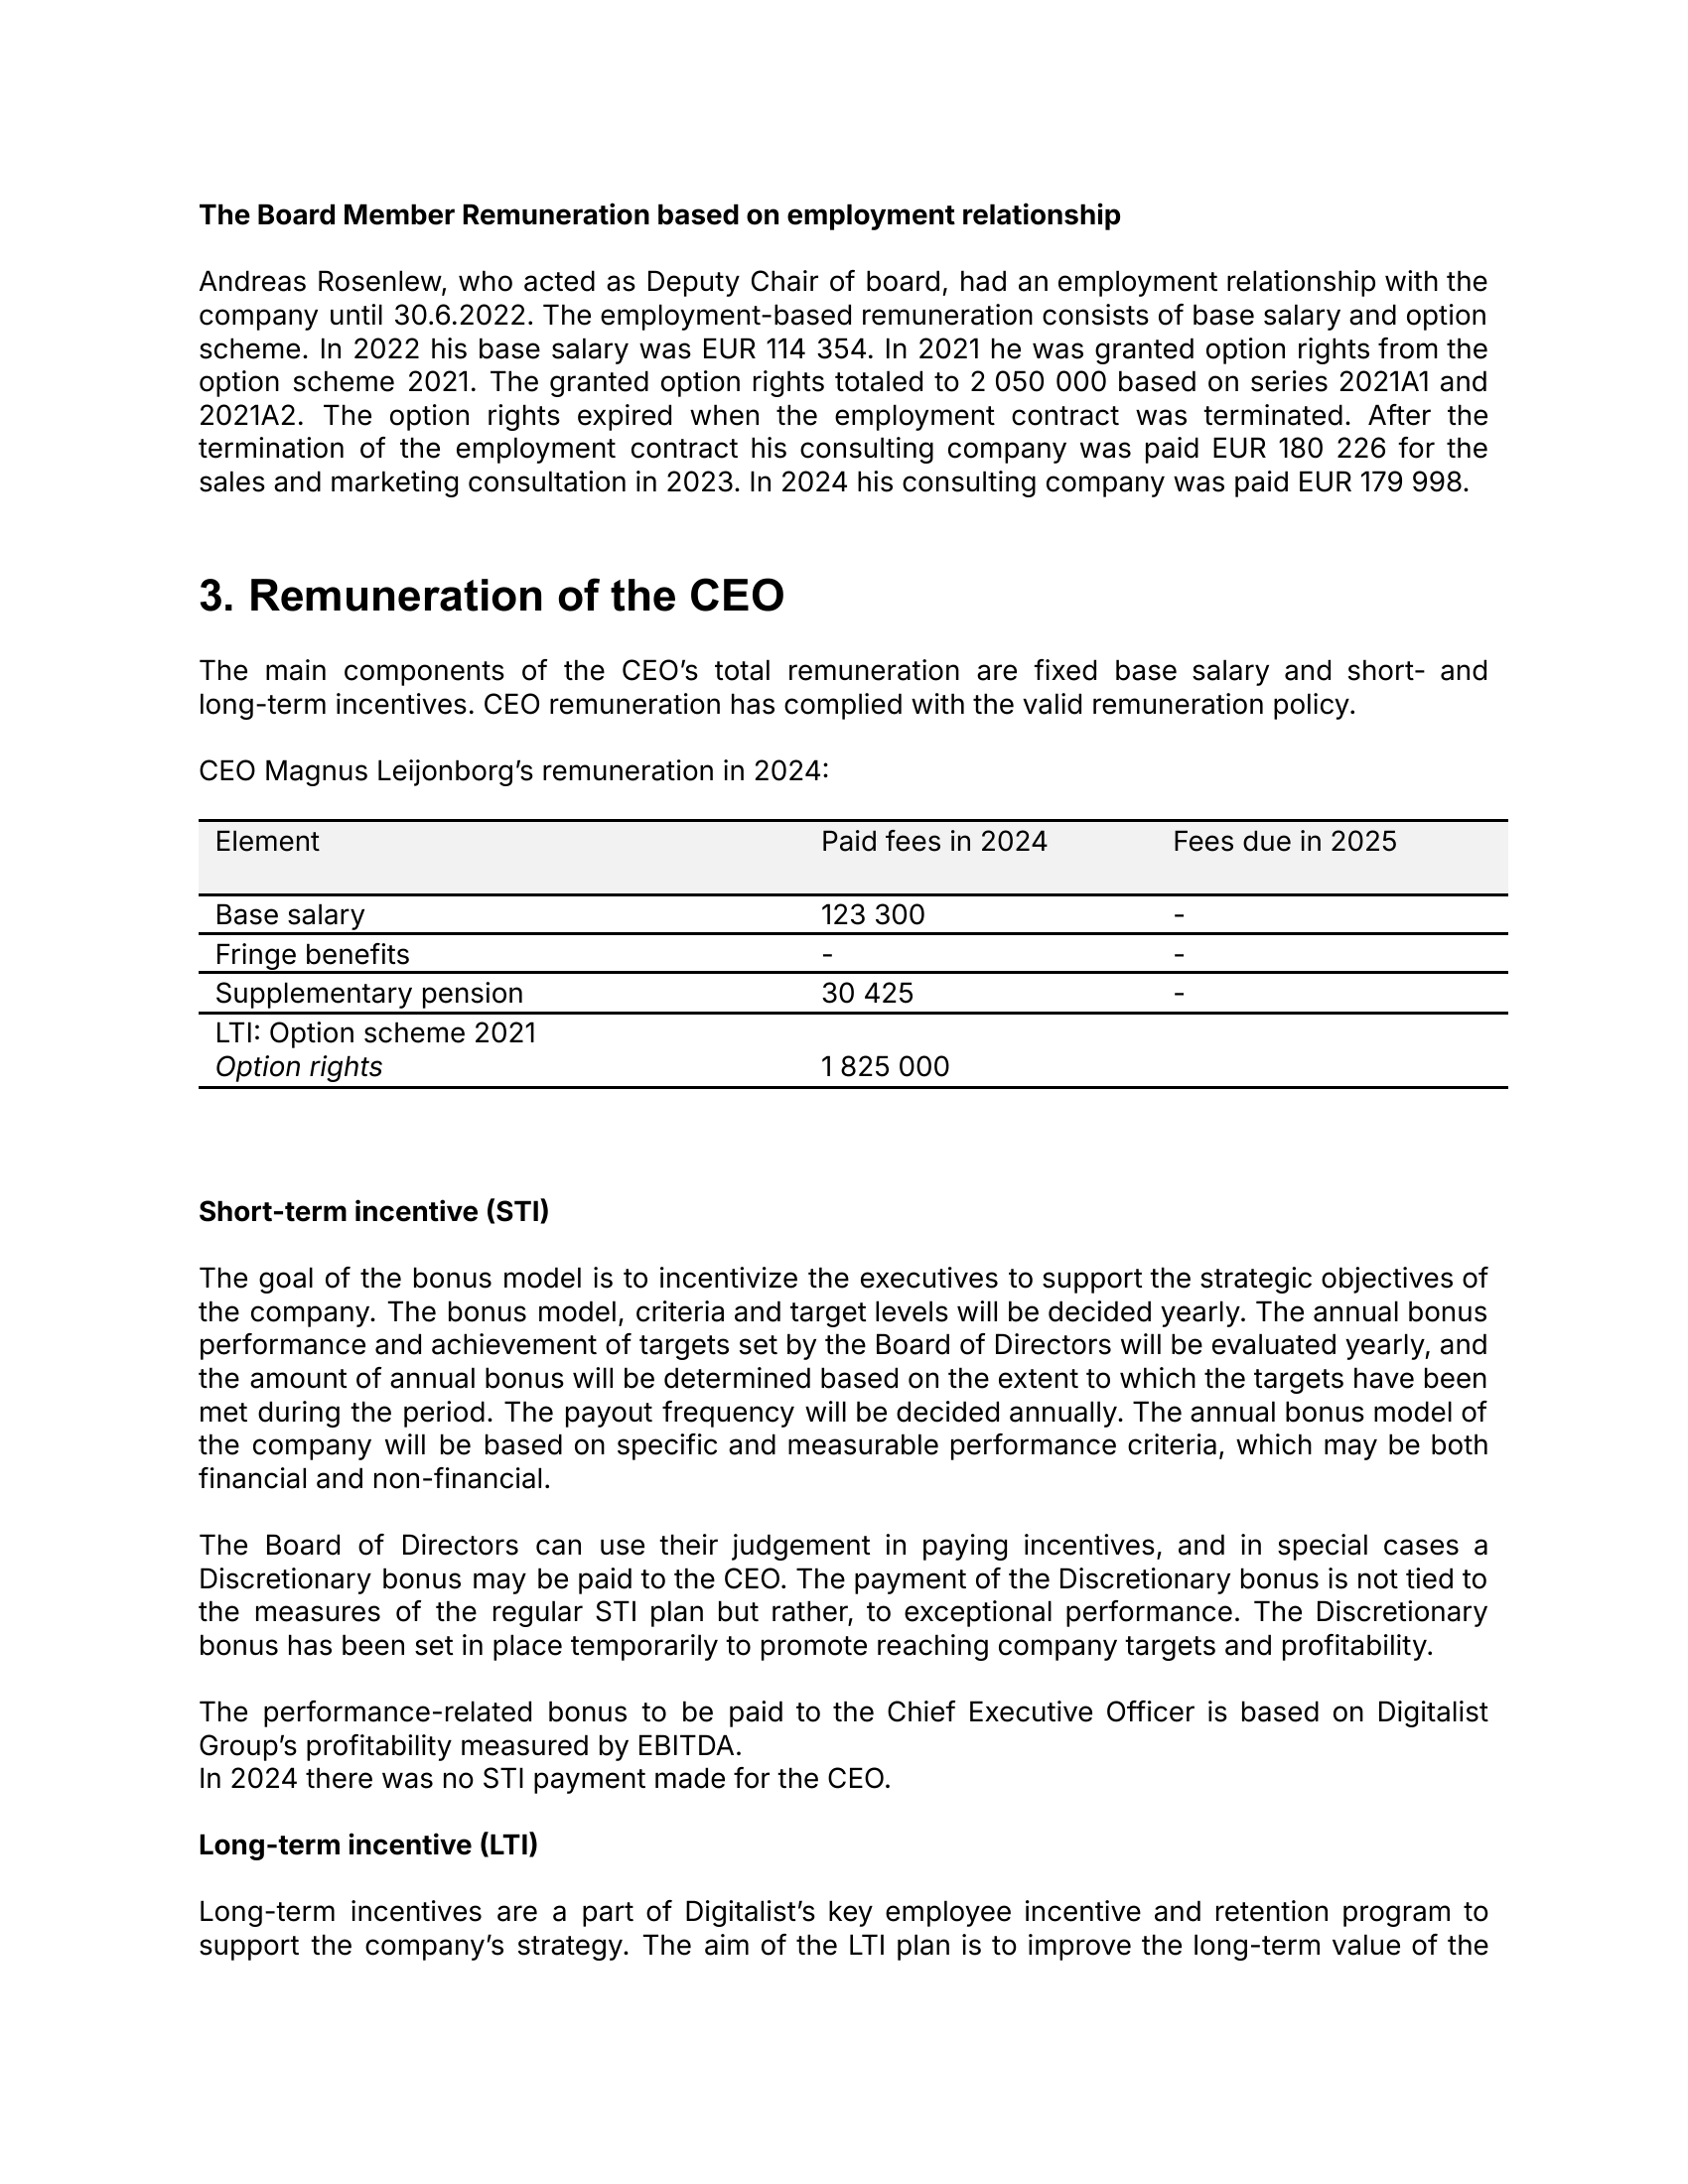 The Board Member Remuneration based on employment relationship
Andreas Rosenlew, who acted as Deputy Chair of board, had an employment relationship with the
company until 30.6.2022. The employment-based remuneration consists of base salary and option
scheme. In 2022 his base salary was EUR 114 354. In 2021 he was granted option rights from the
option scheme 2021. The granted option rights totaled to 2 050 000 based on series 2021A1 and
2021A2. The option rights expired when the employment contract was terminated. After the
termination of the employment contract his consulting company was paid EUR 180 226 for the
sales and marketing consultation in 2023. In 2024 his consulting company was paid EUR 179 998.
3. Remuneration of the CEO
The main components of the CEO’s total remuneration are fixed base salary and short- and
long-term incentives. CEO remuneration has complied with the valid remuneration policy.
CEO Magnus Leijonborg’s remuneration in 2024:
Element Paid fees in 2024 Fees due in 2025
Base salary 123 300 -
Fringe benefits - -
Supplementary pension 30 425 -
LTI: Option scheme 2021
Option rights 1 825 000
Short-term incentive (STI)
The goal of the bonus model is to incentivize the executives to support the strategic objectives of
the company. The bonus model, criteria and target levels will be decided yearly. The annual bonus
performance and achievement of targets set by the Board of Directors will be evaluated yearly, and
the amount of annual bonus will be determined based on the extent to which the targets have been
met during the period. The payout frequency will be decided annually. The annual bonus model of
the company will be based on specific and measurable performance criteria, which may be both
financial and non-financial.
The Board of Directors can use their judgement in paying incentives, and in special cases a
Discretionary bonus may be paid to the CEO. The payment of the Discretionary bonus is not tied to
the measures of the regular STI plan but rather, to exceptional performance. The Discretionary
bonus has been set in place temporarily to promote reaching company targets and profitability.
The performance-related bonus to be paid to the Chief Executive Officer is based on Digitalist
Group’s profitability measured by EBITDA.
In 2024 there was no STI payment made for the CEO.
Long-term incentive (LTI)
Long-term incentives are a part of Digitalist’s key employee incentive and retention program to
support the company’s strategy. The aim of the LTI plan is to improve the long-term value of the